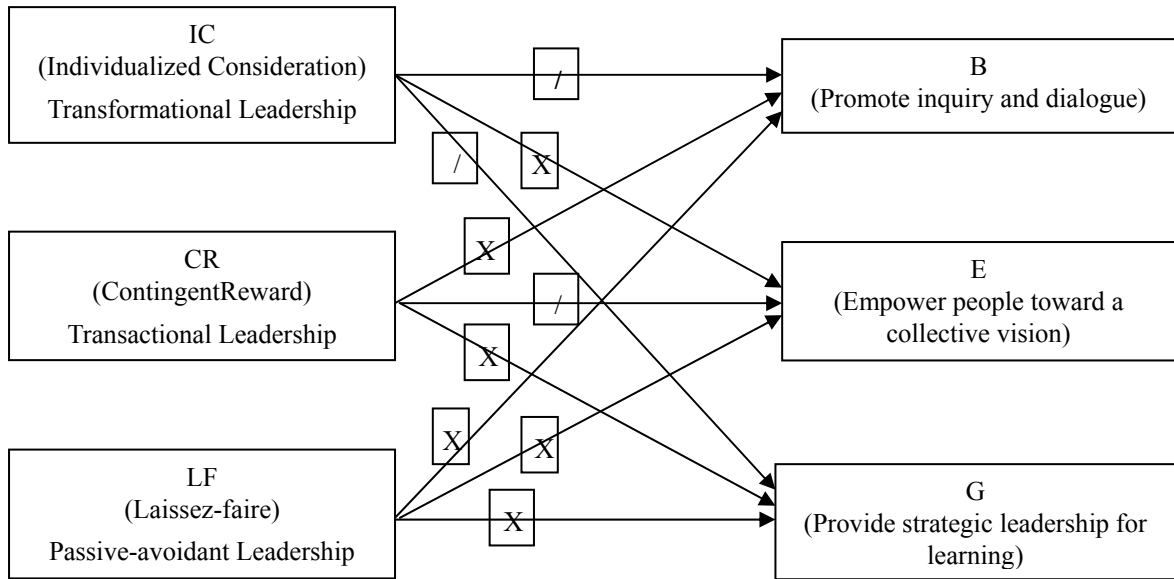 IC
(Individualized Consideration)
Transformational Leadership
/
B
(Promote inquiry and dialogue)
/
X
X
CR
(ContingentReward)
Transactional Leadership
/
E
(Empower people toward a
collective vision)
X
X
X
LF
(Laissez-faire)
Passive-avoidant Leadership
X
G
(Provide strategic leadership for
learning)